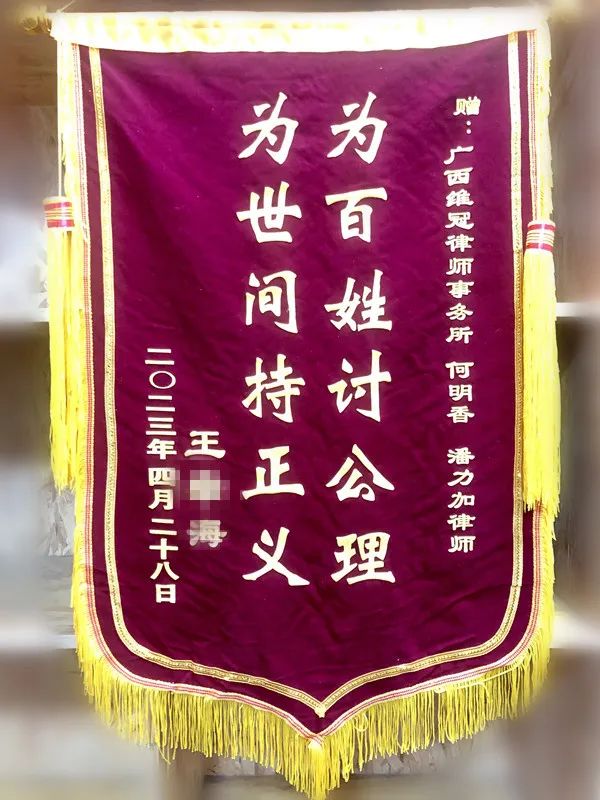 赠：广西维冠律师事务所 何明香 潘力加律师
为百姓讨公理
为世间持正义
王 海
二〇二三年四月二十八日